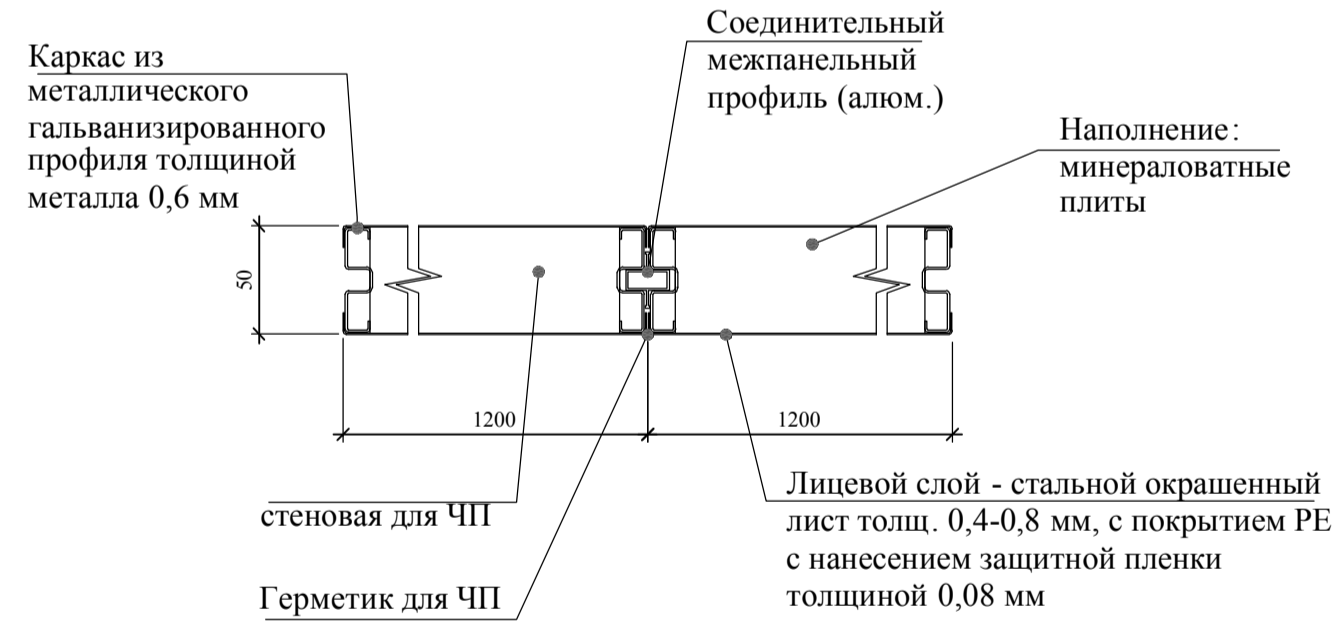 Каркас из
металлического
гальванизированного
профиля толщиной
металла 0,6 мм
Соединительный
межпанельный
профиль (алюм.)
Наполнение:
минераловатные
плиты
50
1200
1200
стеновая для ЧП
Герметик для ЧП
Лицевой слой - стальной окрашенный
лист толщ. 0,4-0,8 мм, с покрытием РЕ
с нанесением защитной пленки
толщиной 0,08 мм